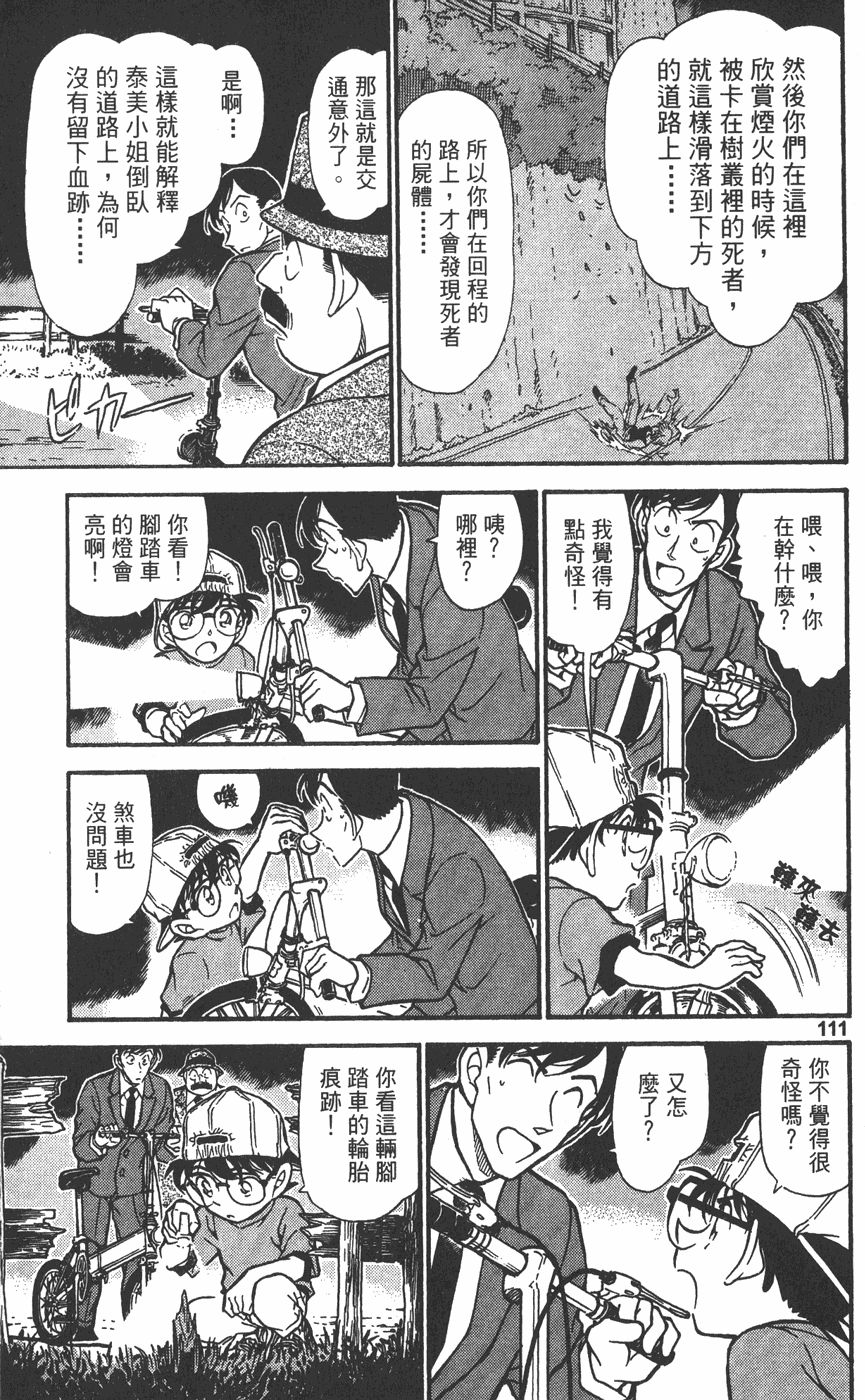 然後你們在這裡
欣賞煙火的時候，
被卡在樹叢裡的死者，
就這樣滑落到下方
的道路上……
所以你們在回程的
路上，才會發現死者
的屍體……
那這就是交
通意外了。
是啊…
這樣就能解釋
泰美小姐倒臥
的道路上，為何
沒有留下血跡……
ピカー
喂、喂，你
在幹什麼？
我覺得有
點奇怪！
轉來
轉去
咦？
哪裡？
你看！
腳踏車
的燈會
亮啊！
嘰
煞車也
沒問題！
111
你不覺得很
奇怪嗎？
又怎
麼了？
你看這輛腳
踏車的輪胎
痕跡！